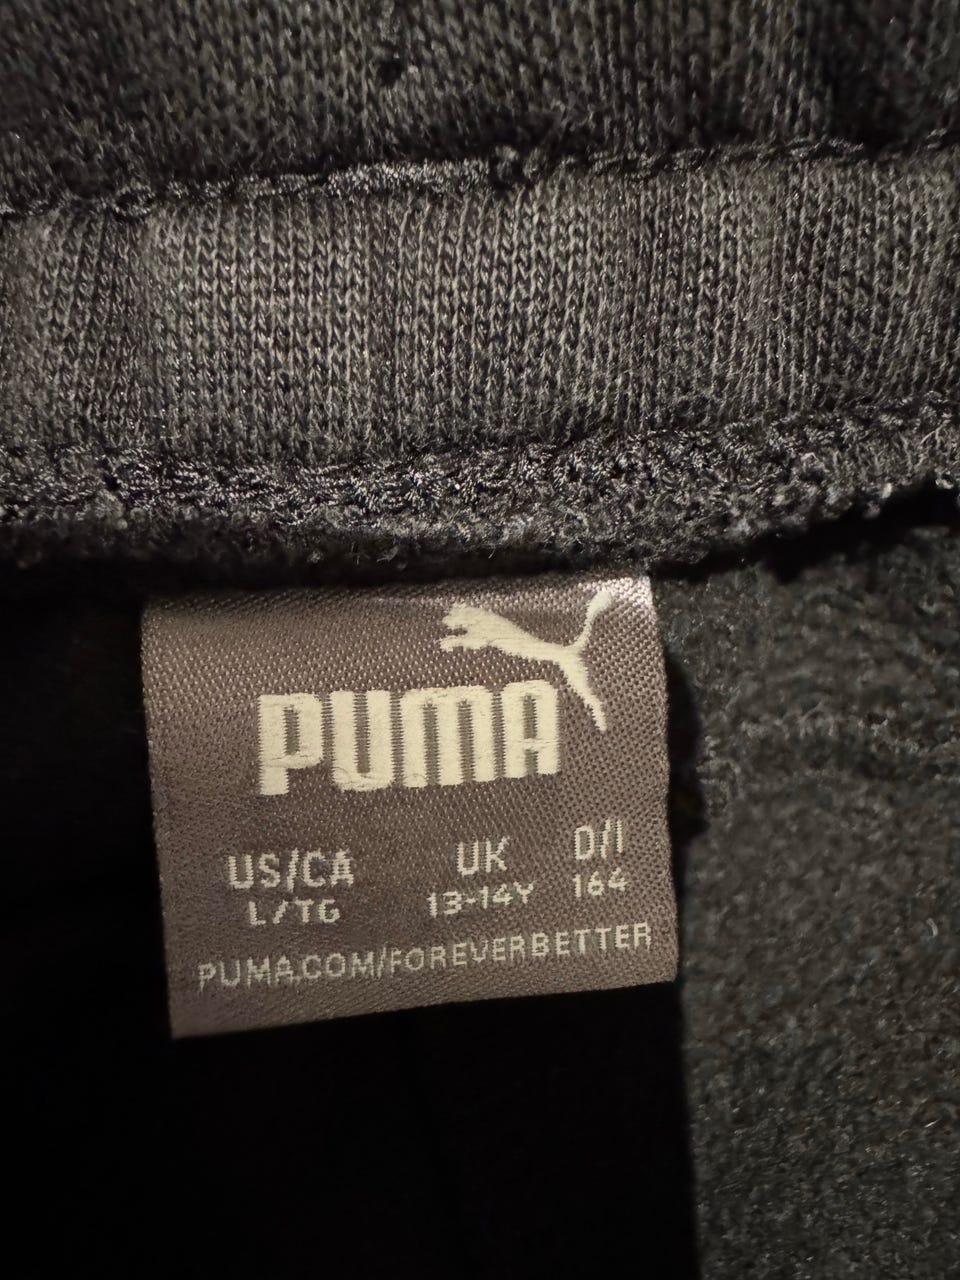 PUMA
US/CA UK D/I
L/TG 13-14Y 164
PUMA.COM/FOREVERBETTER